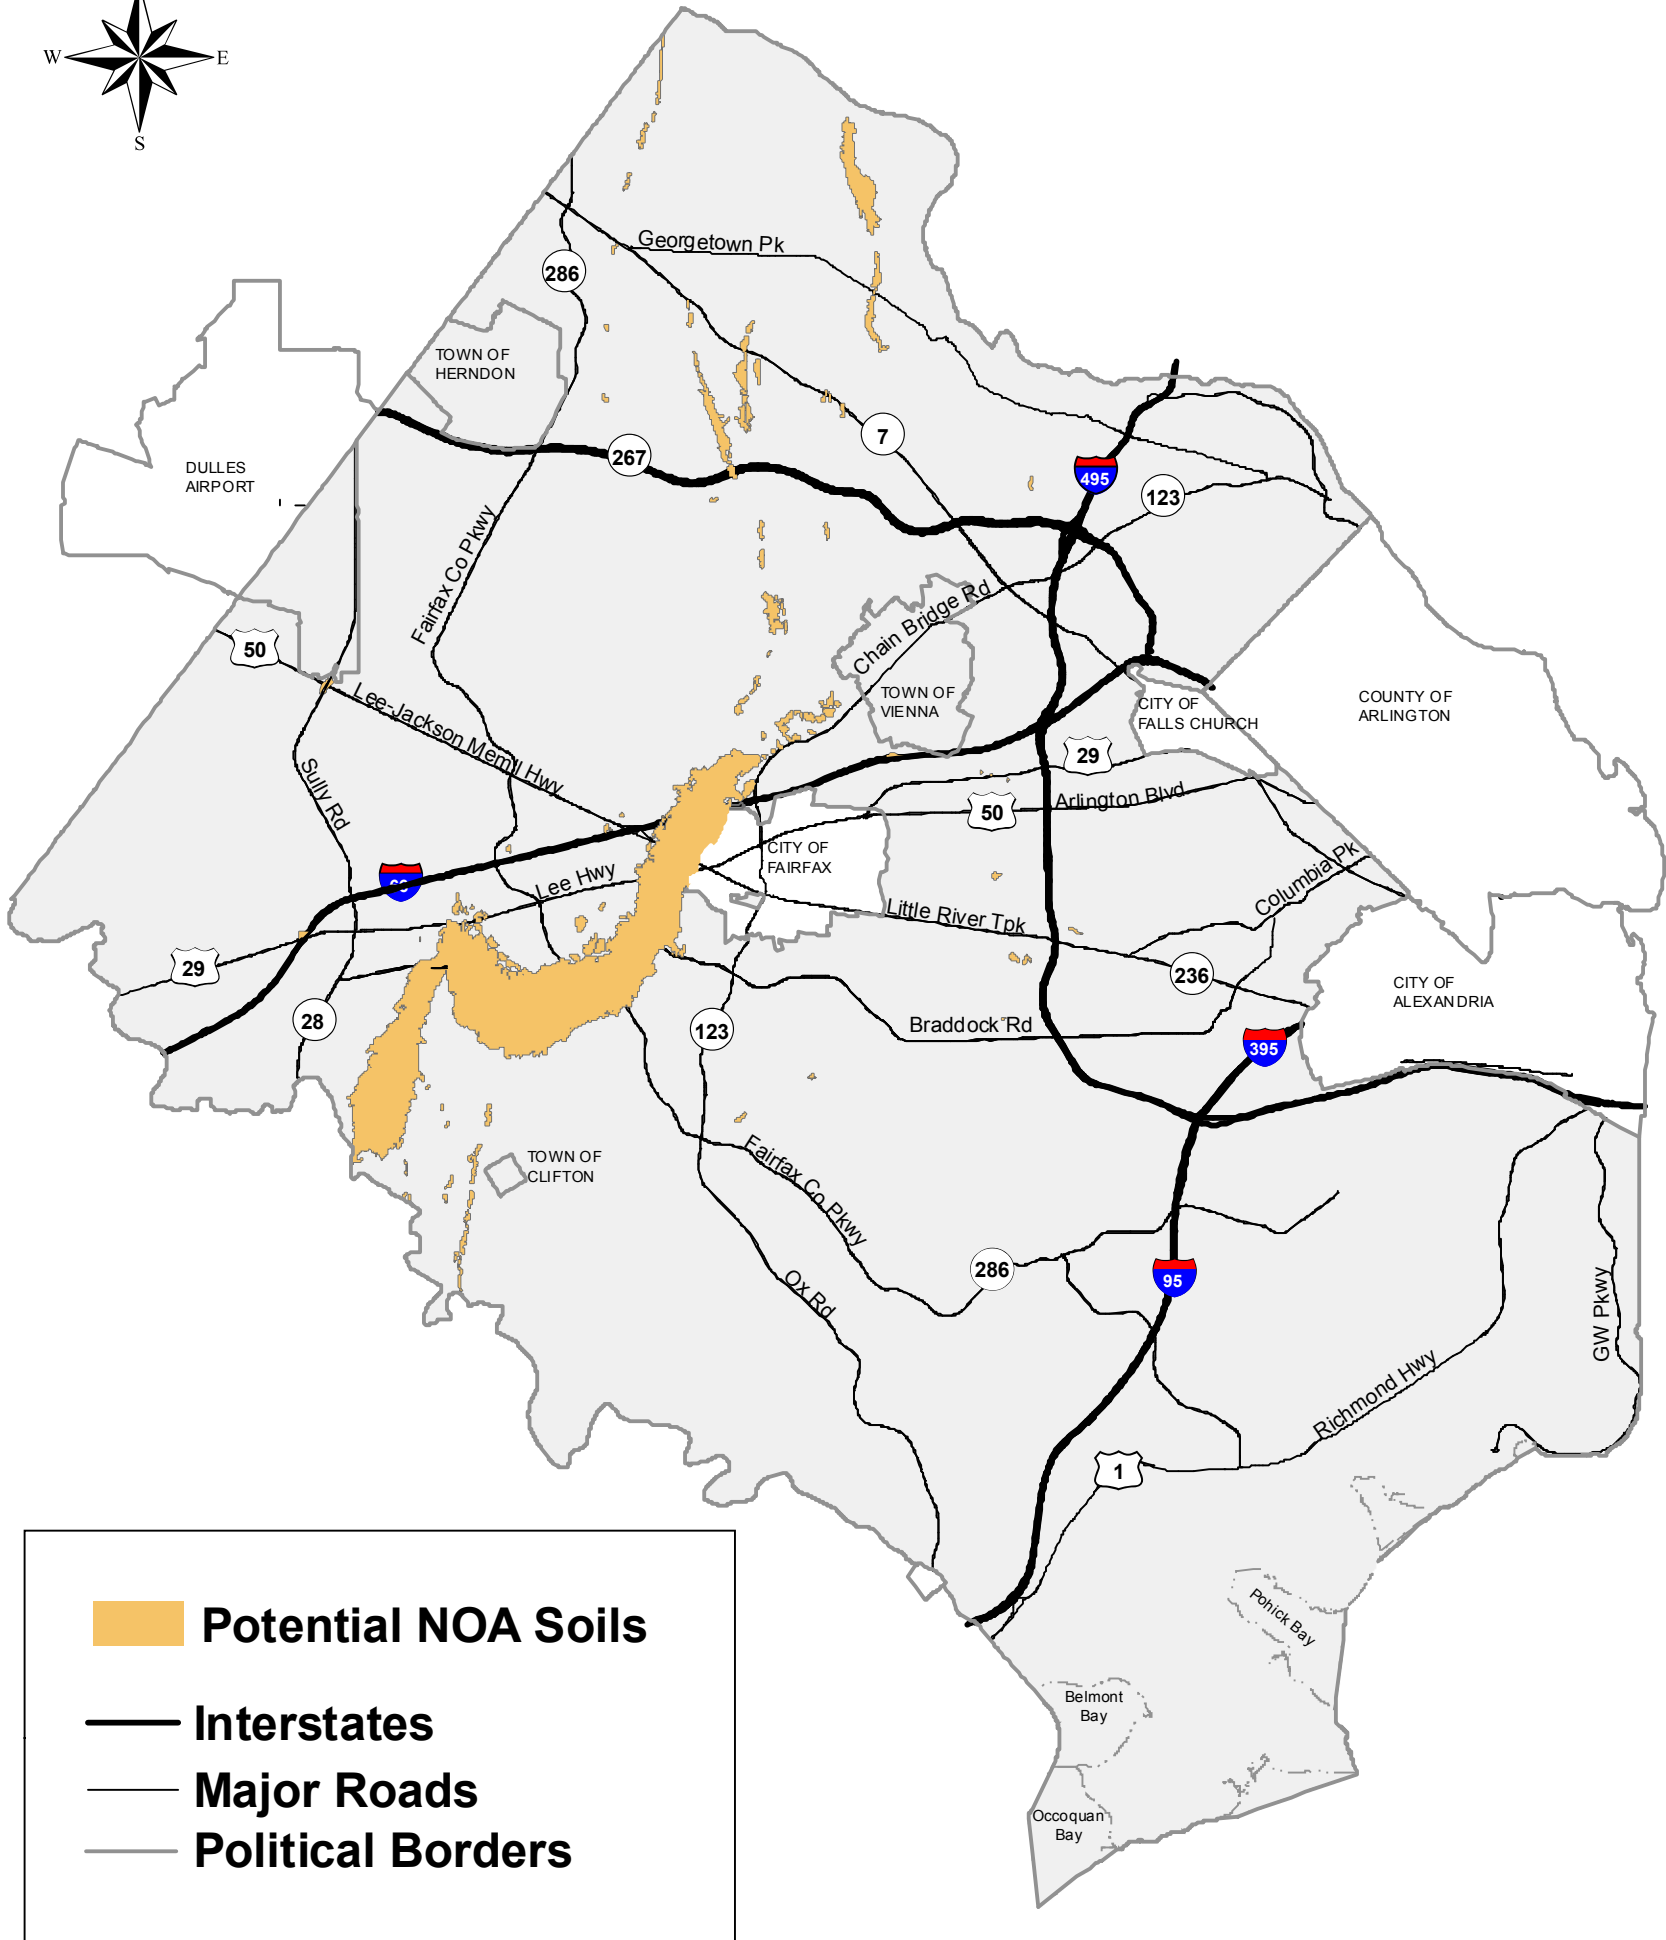 W
E
S
Georgetown Pk
286
TOWN OF
HERNDON
7
267
DULLES
AIRPORT
495
123
Fairfax Co Pkwy
Chain Bridge Rd
50
Lee-Jackson Mem'l Hwy
TOWN OF
VIENNA
CITY OF
FALLS CHURCH
COUNTY OF
ARLINGTON
29
Sully Rd
50
Arlington Blvd
CITY OF
FAIRFAX
Lee Hwy
Columbia Pk
Little River Tpk
29
236
CITY OF
ALEXANDRIA
28
123
Braddock Rd
395
TOWN OF
CLIFTON
Fairfax Co Pkwy
286
95
Ox Rd
GW Pkwy
Richmond Hwy
1
Pohick Bay
Belmont
Bay
Occoquan
Bay
Potential NOA Soils
Interstates
Major Roads
Political Borders